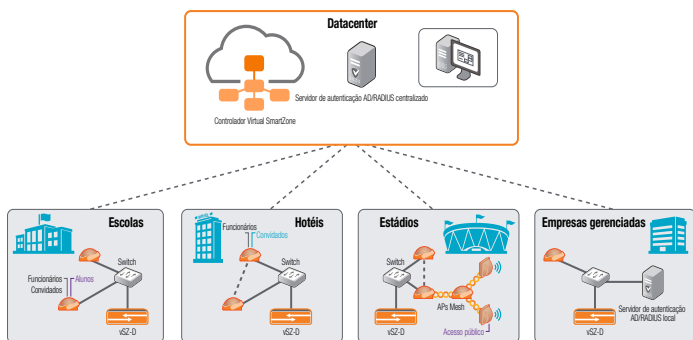 Datacenter
Servidor de autenticação AD/RADIUS centralizado
Controlador Virtual SmartZone
Escolas
Switch
Funcionários
Alunos
Convidados
vSZ-D
Hotéis
Funcionários
Convidados
Switch
vSZ-D
Estádios
Switch
APs Mesh
vSZ-D
Acesso público
Empresas gerenciadas
Switch
vSZ-D
Servidor de autenticação
AD/RADIUS local